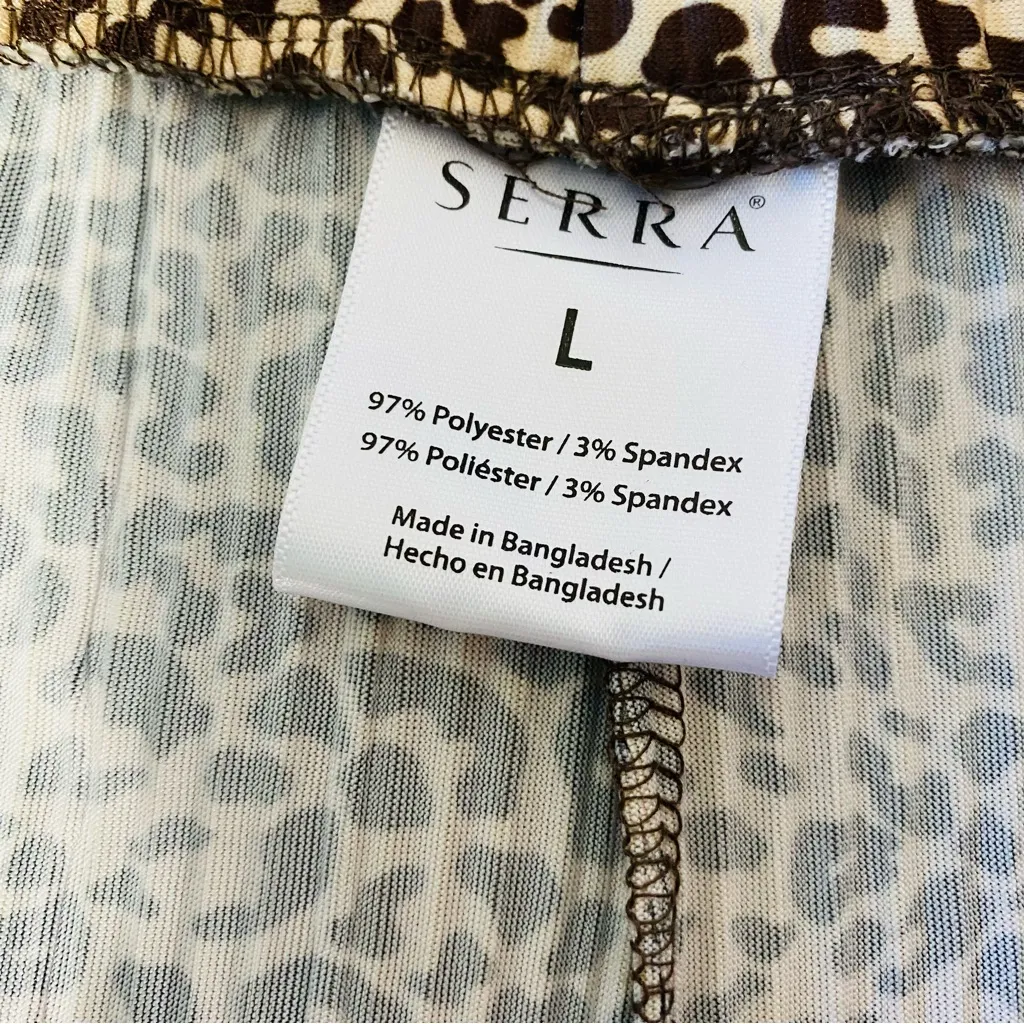 SERRA®
L
97% Polyester / 3% Spandex
97% Poliéster / 3% Spandex
Made in Bangladesh /
Hecho en Bangladesh